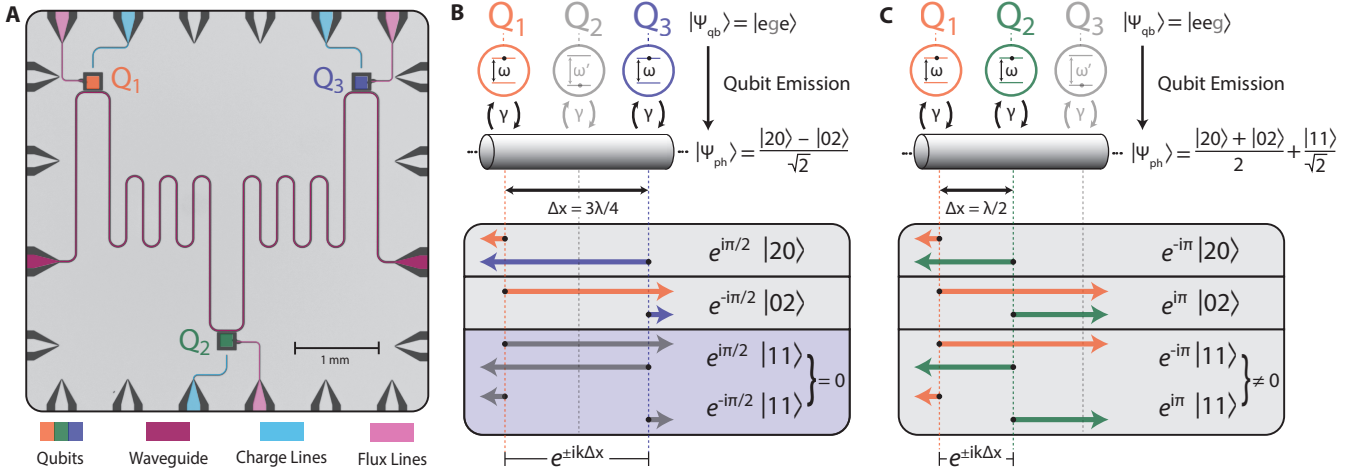 A
Q1
Q3
Q2
1 mm
Qubits
Waveguide
Charge Lines
Flux Lines
B
Q1
Q2
Q3
ω
ω'
ω
γ
γ
γ
|Ψqb⟩ = |ege⟩
Qubit Emission
|Ψph⟩ = |20⟩ − |02⟩ / √2
Δx = 3λ/4
e^{iπ/2} |20⟩
e^{-iπ/2} |02⟩
e^{iπ/2} |11⟩
e^{-iπ/2} |11⟩
} = 0
e^{±ikΔx}
C
Q1
Q2
Q3
ω
ω
ω'
γ
γ
γ
|Ψqb⟩ = |eeg⟩
Qubit Emission
|Ψph⟩ = |20⟩ + |02⟩ / 2 + |11⟩ / √2
Δx = λ/2
e^{-iπ} |20⟩
e^{iπ} |02⟩
e^{-iπ} |11⟩
e^{iπ} |11⟩
} ≠ 0
e^{±ikΔx}